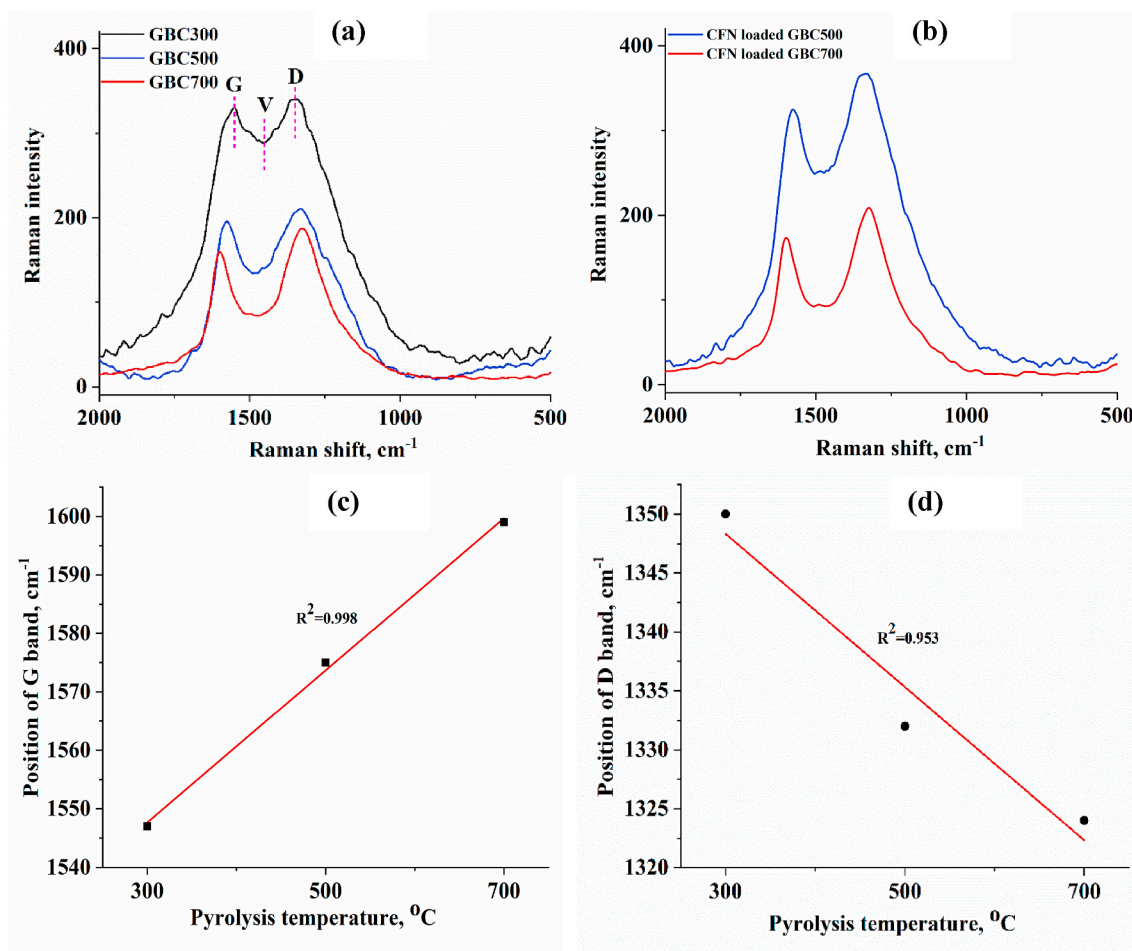 (a)
GBC300
GBC500
GBC700
G
V
D
400
200
0
2000
1500
1000
500
Raman intensity
Raman shift, cm-1
(b)
CFN loaded GBC500
CFN loaded GBC700
400
200
0
2000
1500
1000
500
Raman intensity
Raman shift, cm-1
(c)
1600
1590
1580
1570
1560
1550
1540
R2=0.998
300
500
700
Position of G band, cm-1
Pyrolysis temperature, oC
(d)
1350
1345
1340
1335
1330
1325
1320
R2=0.953
300
500
700
Position of D band, cm-1
Pyrolysis temperature, oC